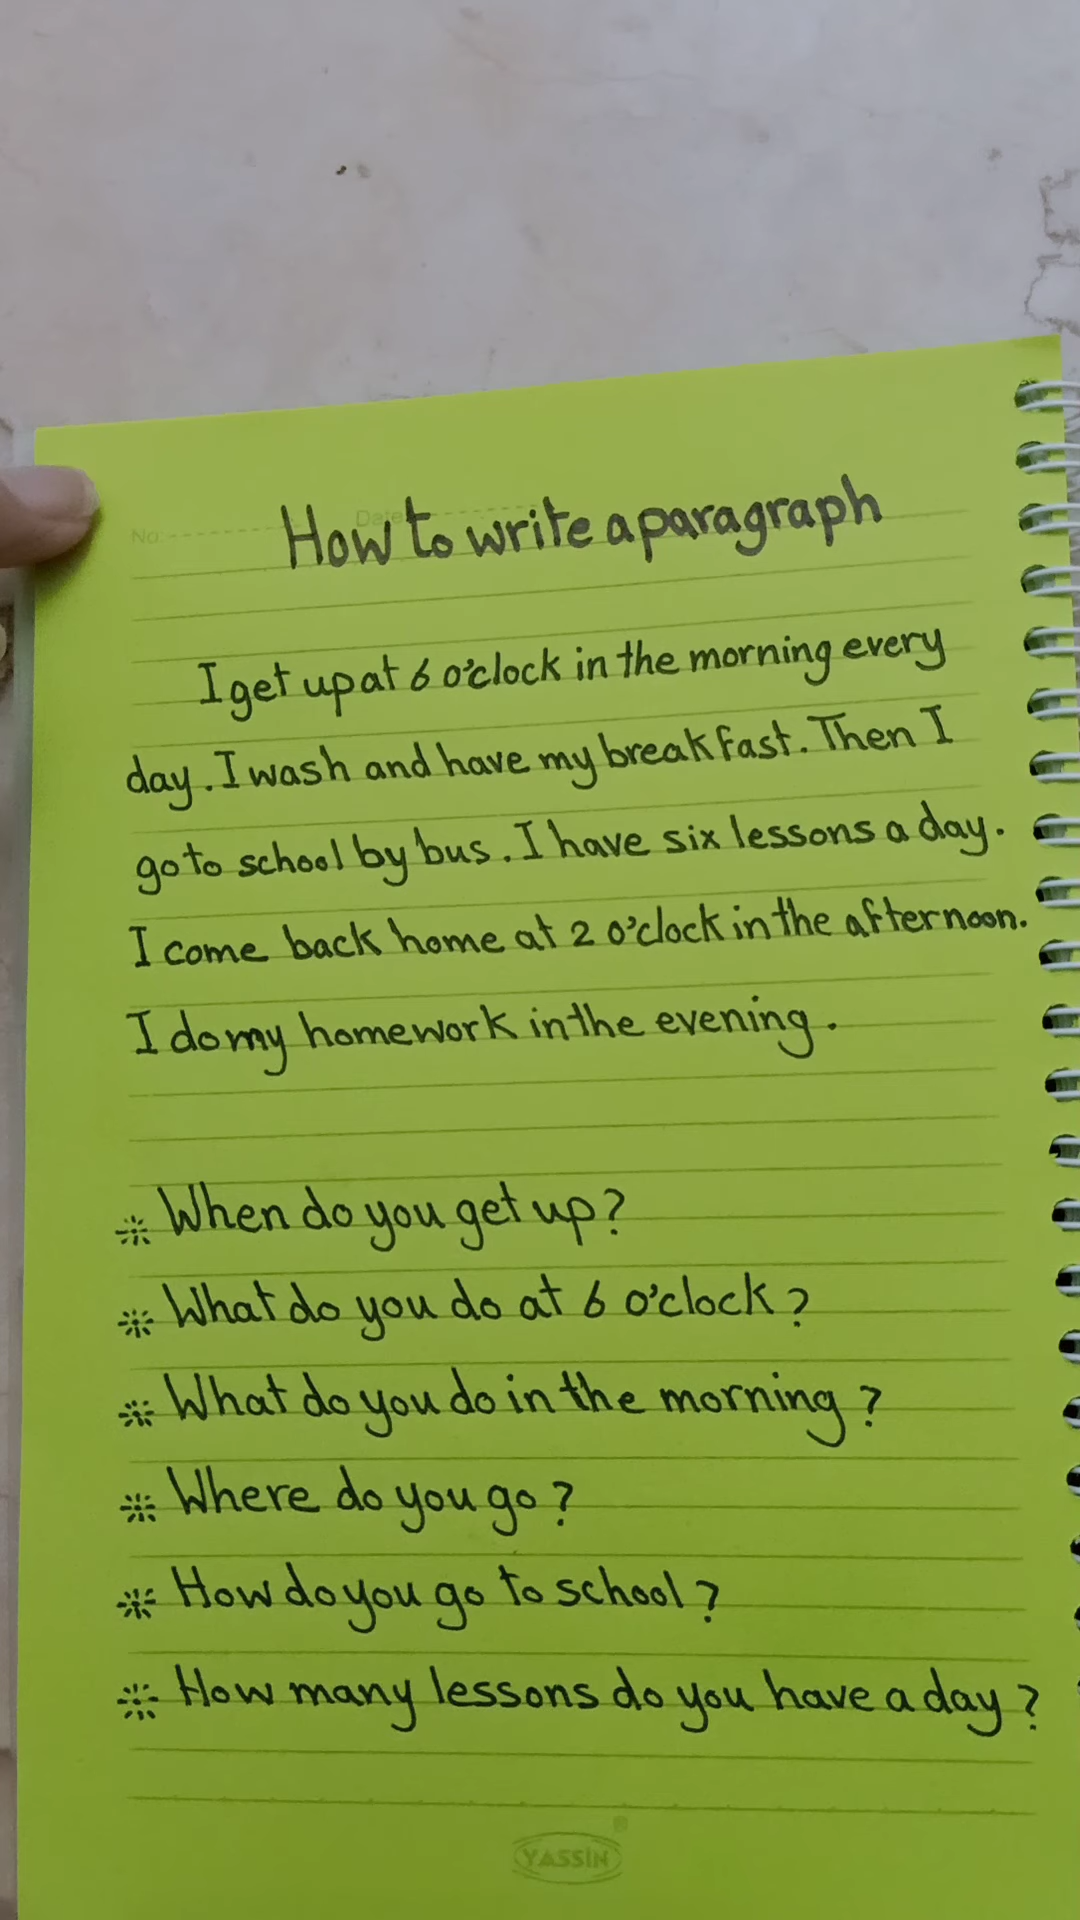 No:
Date
How to write a paragraph
I get up at 6 o'clock in the morning every
day. I wash and have my breakfast. Then I
go to school by bus. I have six lessons a day.
I come back home at 2 o'clock in the afternoon.
I do my homework in the evening.
* When do you get up?
* What do you do at 6 o'clock?
* What do you do in the morning?
* Where do you go?
* How do you go to school?
* How many lessons do you have a day?
YASSIN®